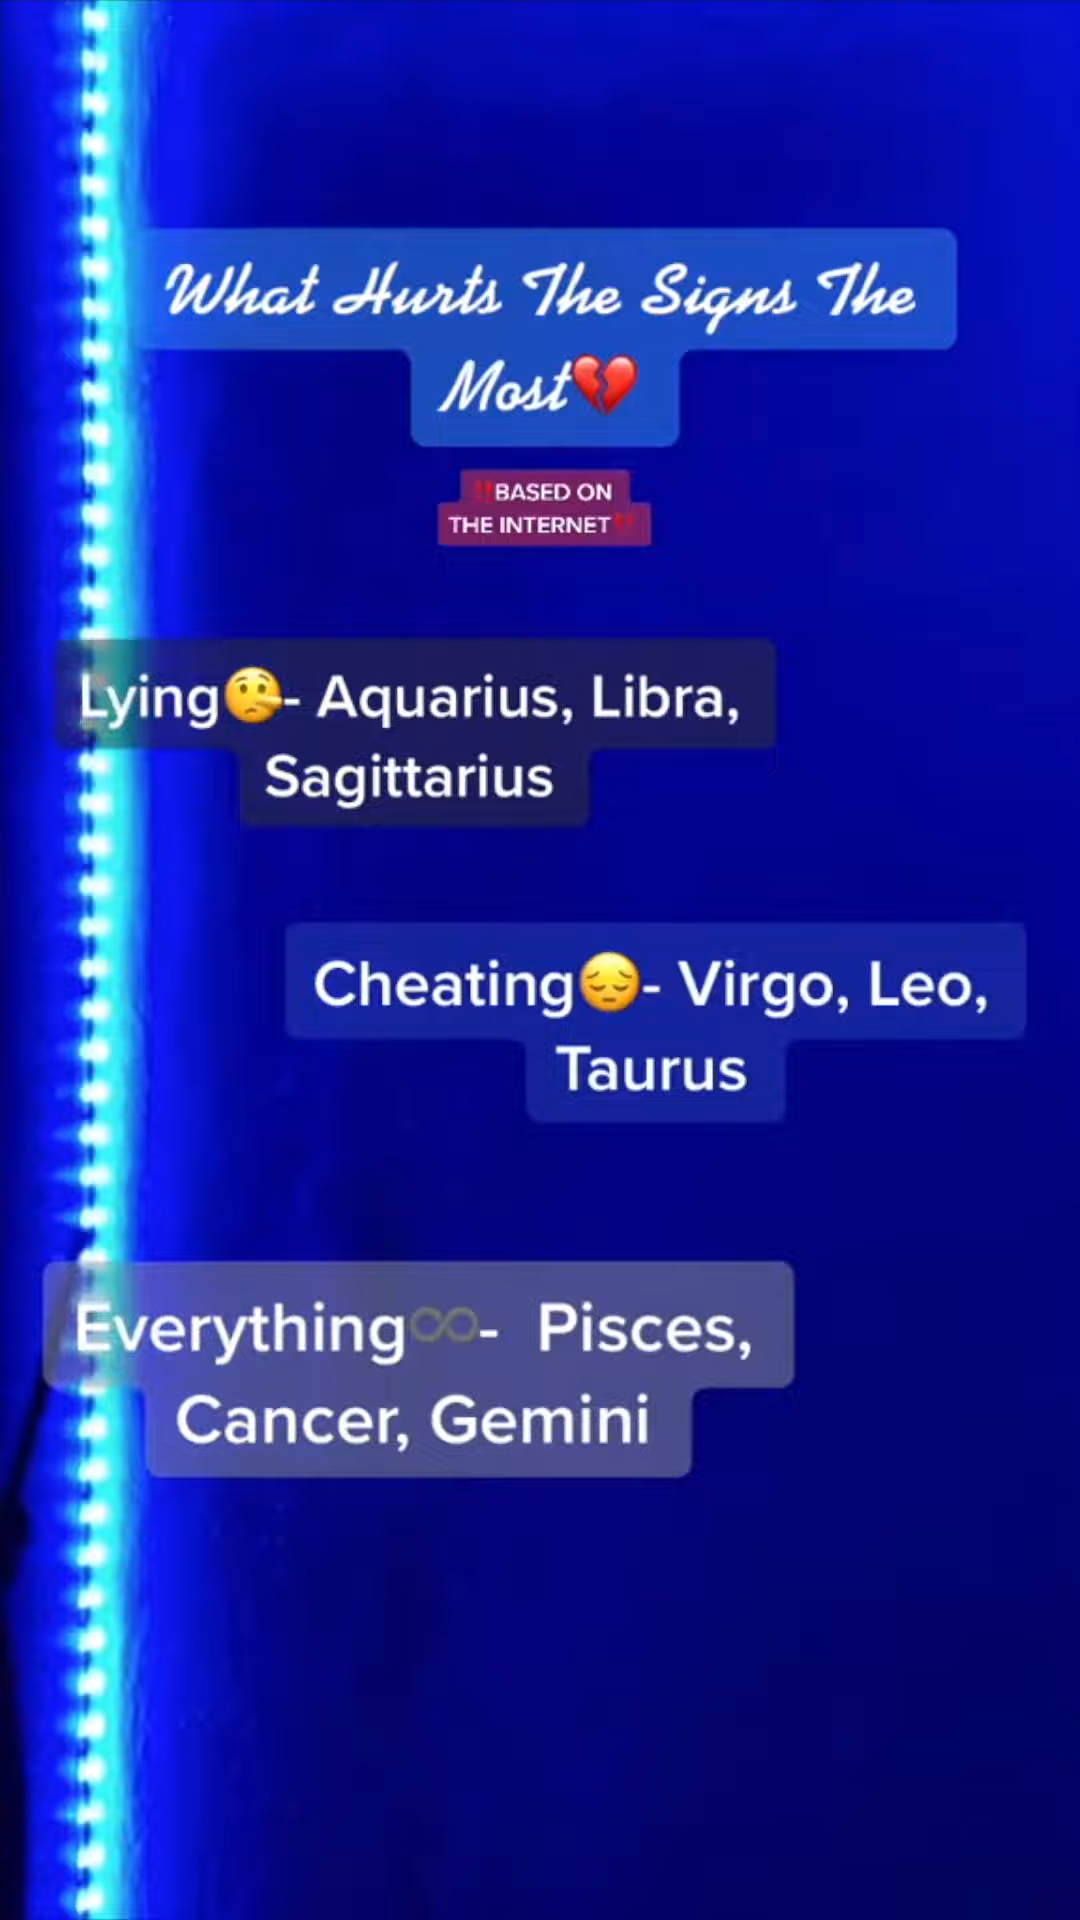 What Hurts The Signs The
Most💔
‼️BASED ON
THE INTERNET‼️
Lying🤥- Aquarius, Libra,
Sagittarius
Cheating😔- Virgo, Leo,
Taurus
Everything♾- Pisces,
Cancer, Gemini